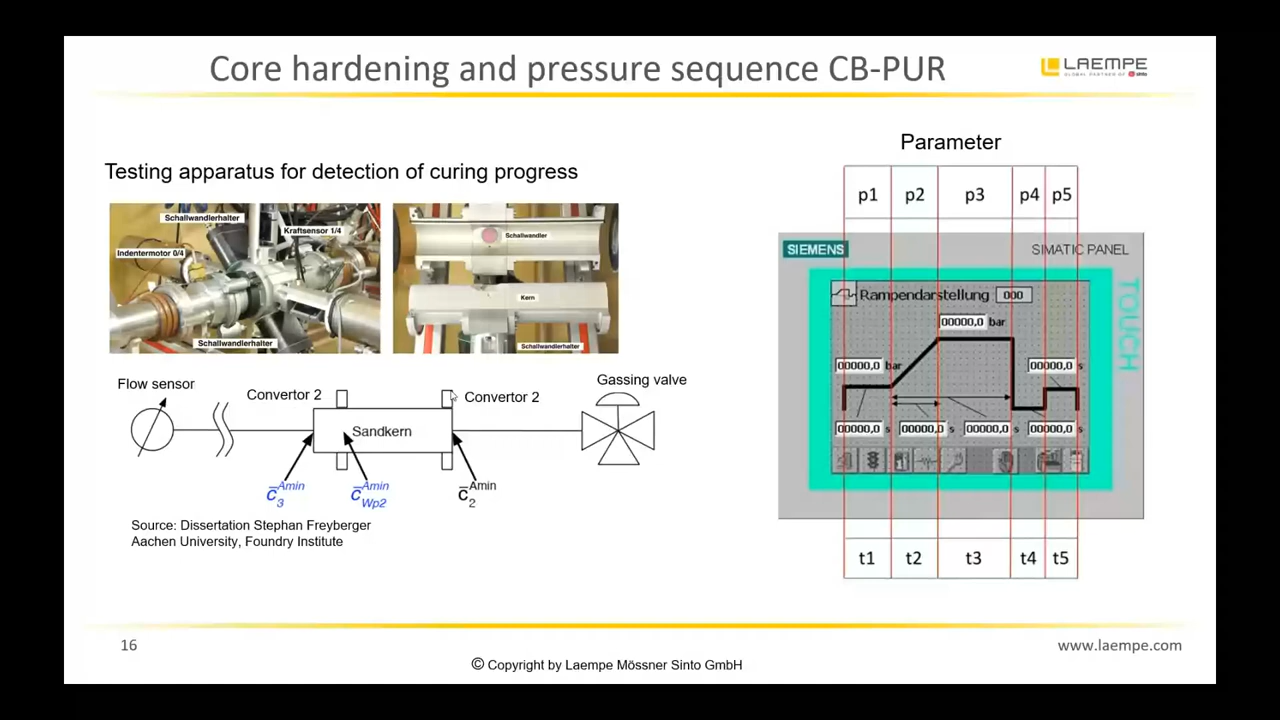 Core hardening and pressure sequence CB-PUR
LAEMPE
GLOBAL PARTNER OF sinto
Testing apparatus for detection of curing progress
Schallwandlerhalter
Kraftsensor 1/4
Indentermotor 0/4
Schallwandlerhalter
Schallwandler
Kern
Schallwandlerhalter
Flow sensor
Convertor 2
Convertor 2
Gassing valve
Sandkern
c̅3 Amin
c̅Wp2 Amin
c̅2 Amin
Source: Dissertation Stephan Freyberger
Aachen University, Foundry Institute
Parameter
p1 p2 p3 p4 p5
SIEMENS SIMATIC PANEL
TOUCH
Rampendarstellung 000
00000,0 bar
00000,0 bar 00000,0 s
00000,0 s 00000,0 s 00000,0 s 00000,0 s
t1 t2 t3 t4 t5
16
www.laempe.com
© Copyright by Laempe Mössner Sinto GmbH